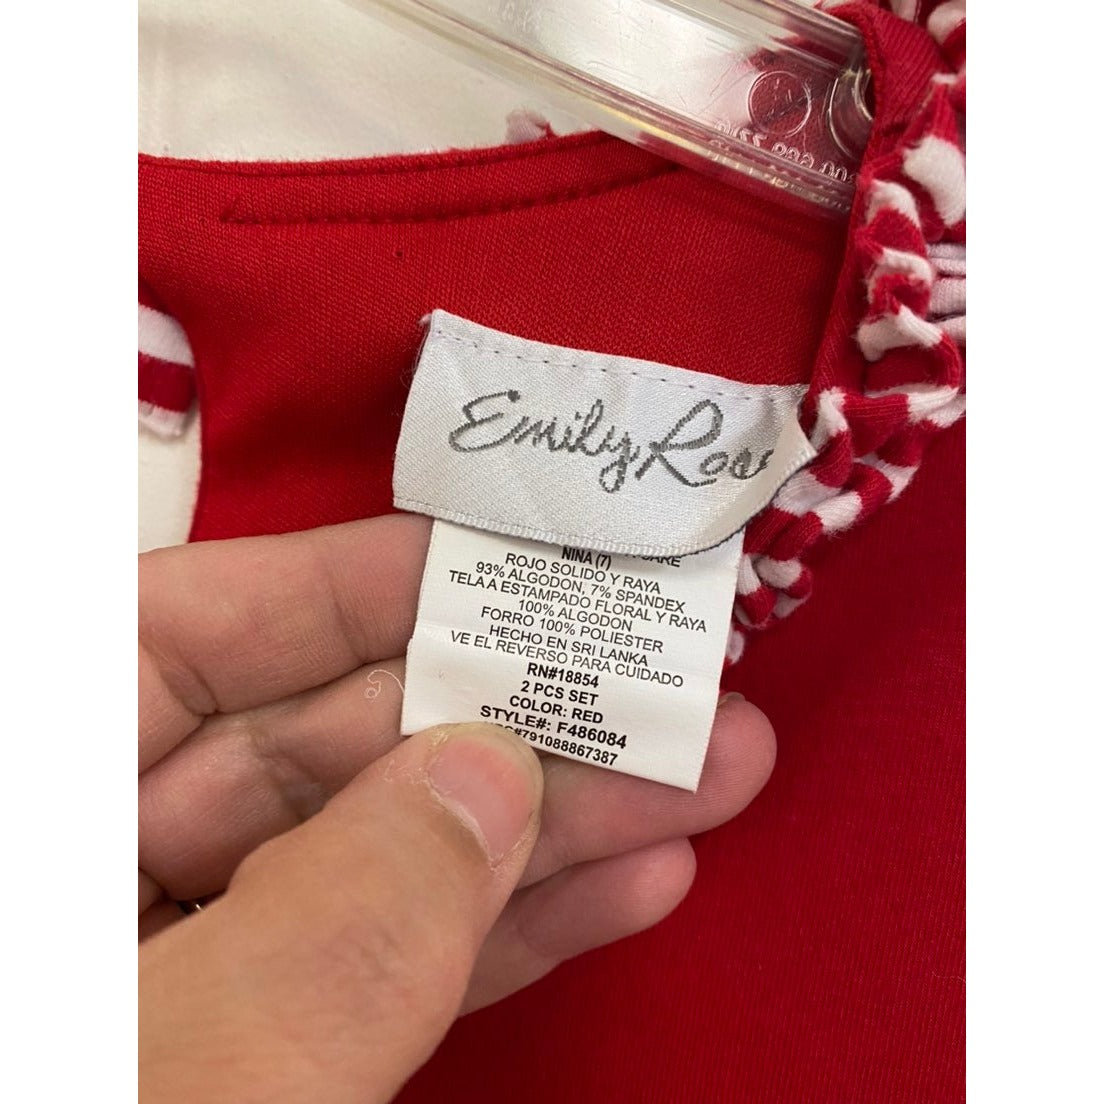 Emily Rose
NINA (7)
ROJO SOLIDO Y RAYA
93% ALGODON, 7% SPANDEX
TELA A ESTAMPADO FLORAL Y RAYA
100% ALGODON
FORRO 100% POLIESTER
HECHO EN SRI LANKA
VE EL REVERSO PARA CUIDADO
RN#18854
2 PCS SET
COLOR: RED
STYLE#: F486084
#791088867387